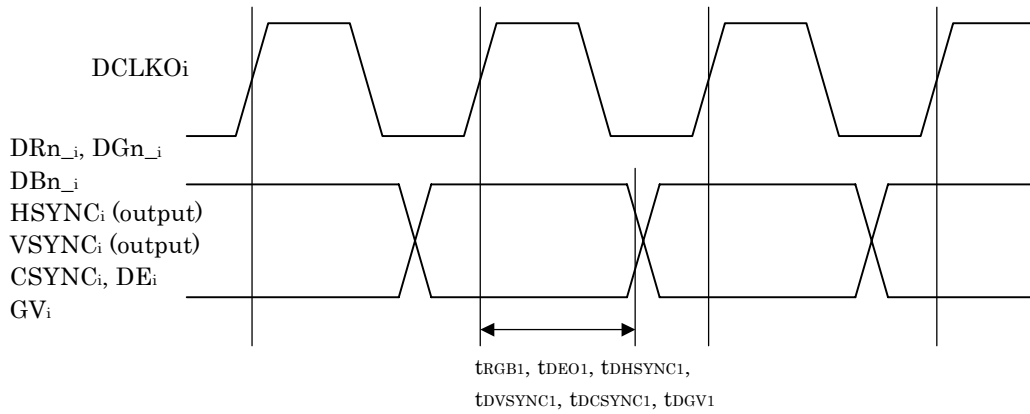 DCLKOi
DRn_i, DGn_i
DBn_i
HSYNCi (output)
VSYNCi (output)
CSYNCi, DEi
GVi
tRGB1, tDEO1, tDHSYNC1,
tDVSYNC1, tDCSYNC1, tDGV1